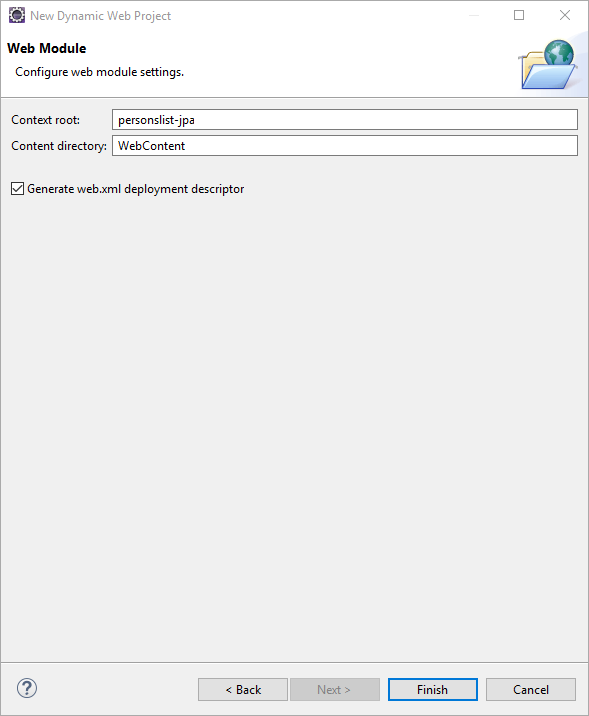 New Dynamic Web Project
Web Module
Configure web module settings.
Context root: personslist-jpa
Content directory: WebContent
Generate web.xml deployment descriptor
? < Back Next > Finish Cancel